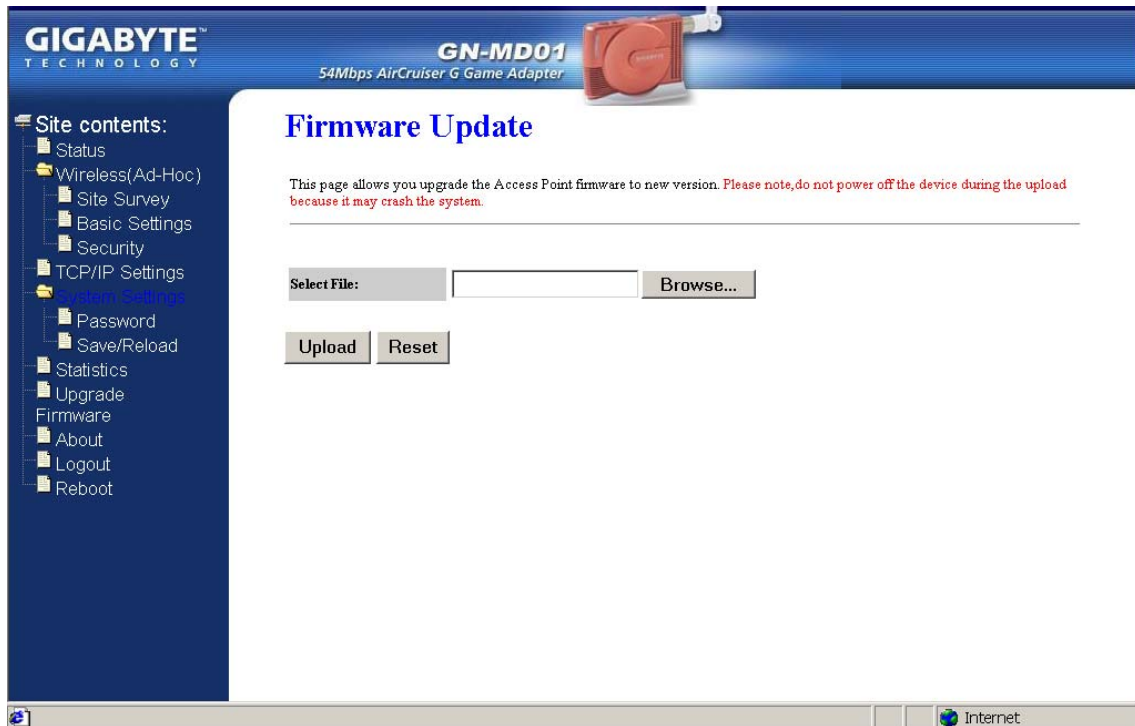 GIGABYTE™
TECHNOLOGY
GN-MD01
54Mbps AirCruiser G Game Adapter
Site contents:
Status
Wireless(Ad-Hoc)
Site Survey
Basic Settings
Security
TCP/IP Settings
System Settings
Password
Save/Reload
Statistics
Upgrade
Firmware
About
Logout
Reboot
Firmware Update
This page allows you upgrade the Access Point firmware to new version. Please note,do not power off the device during the upload
because it may crash the system.
Select File:
Browse...
Upload
Reset
Internet